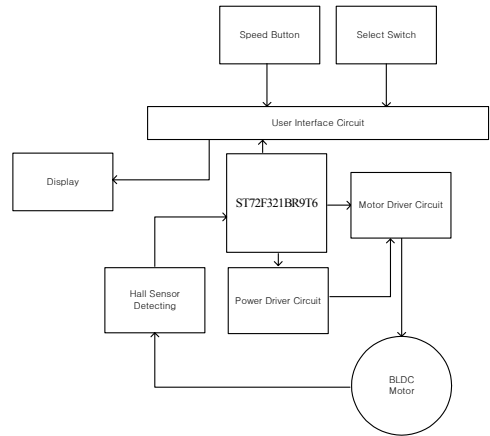 Speed Button
Select Switch
User Interface Circuit
Display
ST72F321BR9T6
Motor Driver Circuit
Hall Sensor
Detecting
Power Driver Circuit
BLDC
Motor